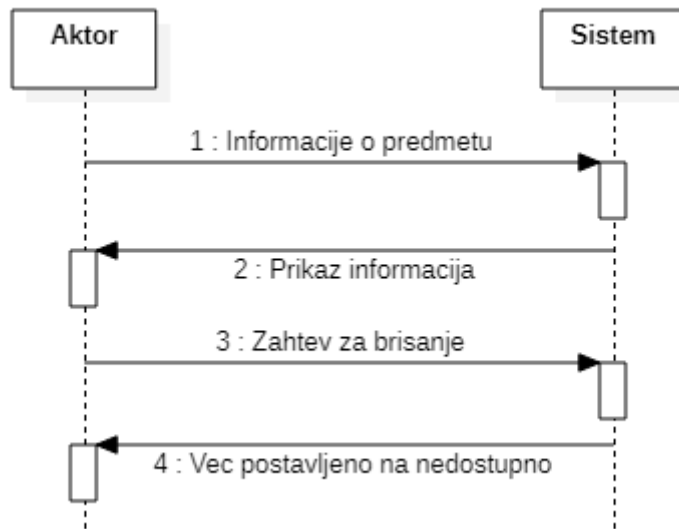 Aktor
Sistem
1 : Informacije o predmetu
2 : Prikaz informacija
3 : Zahtev za brisanje
4 : Vec postavljeno na nedostupno